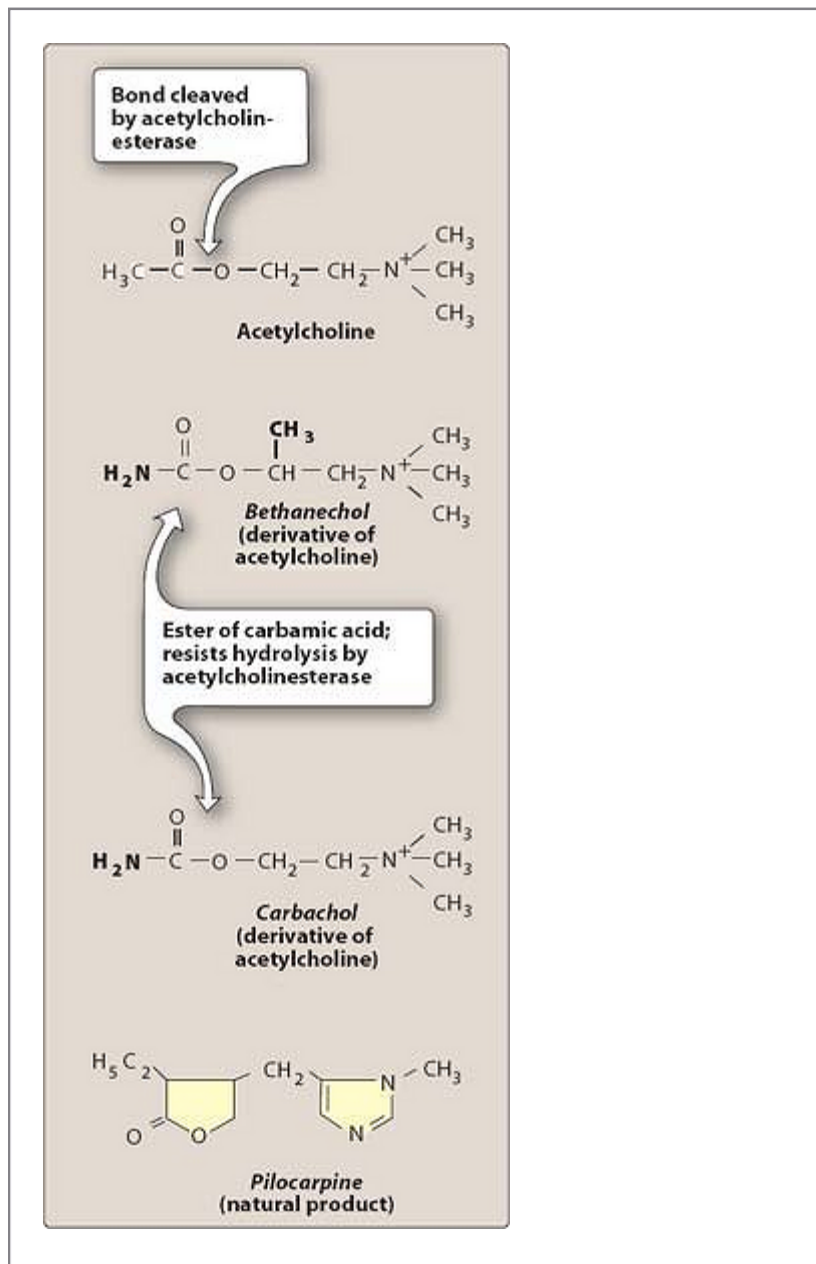 Bond cleaved
by acetylcholin-
esterase
O
H₃C—C—O—CH₂—CH₂—N⁺—CH₃
CH₃
CH₃
Acetylcholine
O
CH₃
H₂N—C—O—CH—CH₂—N⁺—CH₃
CH₃
CH₃
Bethanechol
(derivative of
acetylcholine)
Ester of carbamic acid;
resists hydrolysis by
acetylcholinesterase
O
H₂N—C—O—CH₂—CH₂—N⁺—CH₃
CH₃
CH₃
Carbachol
(derivative of
acetylcholine)
H₅C₂
CH₂
N
CH₃
O
O
N
Pilocarpine
(natural product)